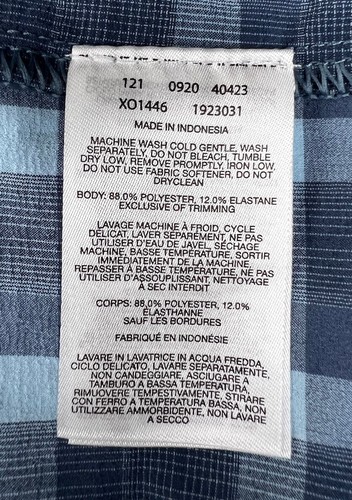 121 0920 40423
XO1446 1923031
MADE IN INDONESIA
MACHINE WASH COLD GENTLE, WASH
SEPARATELY, DO NOT BLEACH, TUMBLE
DRY LOW, REMOVE PROMPTLY, IRON LOW,
DO NOT USE FABRIC SOFTENER, DO NOT
DRYCLEAN
BODY: 88.0% POLYESTER, 12.0% ELASTANE
EXCLUSIVE OF TRIMMING
LAVAGE MACHINE À FROID, CYCLE
DELICAT, LAVER SEPARÉMENT, NE PAS
UTILISER D'EAU DE JAVEL, SÉCHAGE
MACHINE, BASSE TEMPÉRATURE, SORTIR
IMMÉDIATEMENT DE LA MACHINE,
REPASSER À BASSE TEMPÉRATURE, NE PAS
UTILISER D'ASSOUPLISSANT, NETTOYAGE
A SEC INTERDIT
CORPS: 88,0% POLYESTER, 12.0%
ÉLASTHANNE
SAUF LES BORDURES
FABRIQUÉ EN INDONÉSIE
LAVARE IN LAVATRICE IN ACQUA FREDDA,
CICLO DELICATO, LAVARE SEPARATAMENTE,
NON CANDEGGIARE, ASCIUGARE A
TAMBURO A BASSA TEMPERATURA,
RIMUOVERE TEMPESTIVAMENTE, STIRARE
CON FERRO A TEMPERATURA BASSA, NON
UTILIZZARE AMMORBIDENTE, NON LAVARE
A SECCO